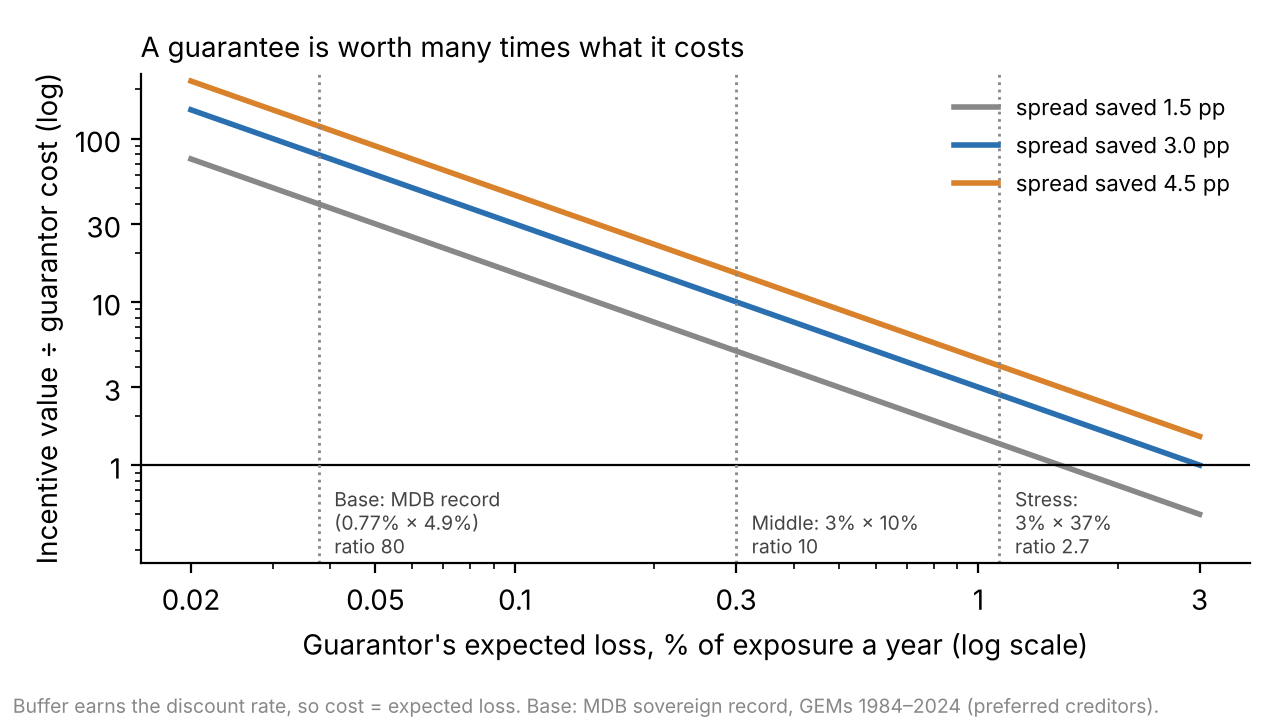 A guarantee is worth many times what it costs
Incentive value ÷ guarantor cost (log)
100
30
10
3
1
spread saved 1.5 pp
spread saved 3.0 pp
spread saved 4.5 pp
Base: MDB record
(0.77% × 4.9%)
ratio 80
Middle: 3% × 10%
ratio 10
Stress:
3% × 37%
ratio 2.7
0.02
0.05
0.1
0.3
1
3
Guarantor's expected loss, % of exposure a year (log scale)
Buffer earns the discount rate, so cost = expected loss. Base: MDB sovereign record, GEMs 1984–2024 (preferred creditors).